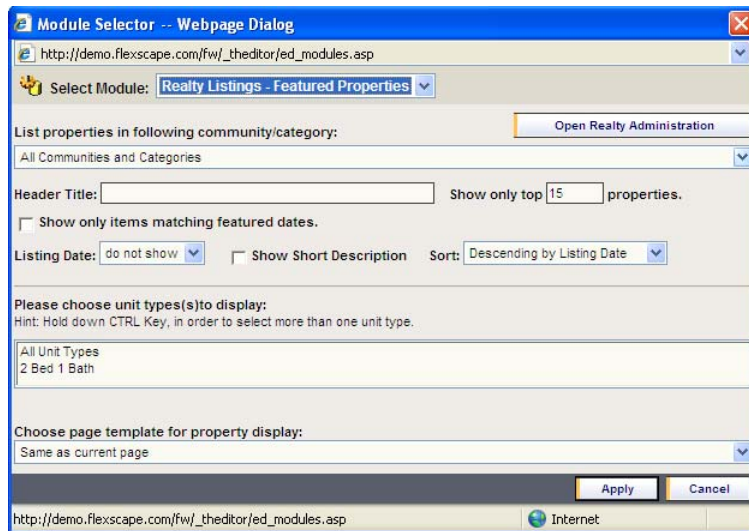 Module Selector -- Webpage Dialog
http://demo.flexscape.com/fw/_theditor/ed_modules.asp
Select Module: Realty Listings - Featured Properties
Open Realty Administration
List properties in following community/category:
All Communities and Categories
Header Title: Show only top 15 properties.
Show only items matching featured dates.
Listing Date: do not show Show Short Description Sort: Descending by Listing Date
Please choose unit types(s)to display:
Hint: Hold down CTRL Key, in order to select more than one unit type.
All Unit Types
2 Bed 1 Bath
Choose page template for property display:
Same as current page
Apply Cancel
http://demo.flexscape.com/fw/_theditor/ed_modules.asp Internet